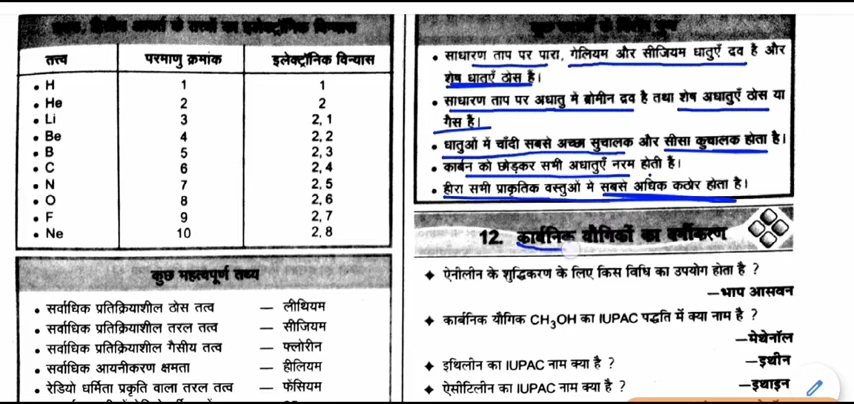 तत्त्व परमाणु क्रमांक इलेक्ट्रॉनिक विन्यास
• H 1 1
• He 2 2
• Li 3 2, 1
• Be 4 2, 2
• B 5 2, 3
• C 6 2, 4
• N 7 2, 5
• O 8 2, 6
• F 9 2, 7
• Ne 10 2, 8
कुछ महत्वपूर्ण तथ्य
• सर्वाधिक प्रतिक्रियाशील ठोस तत्व — लीथियम
• सर्वाधिक प्रतिक्रियाशील तरल तत्व — सीजियम
• सर्वाधिक प्रतिक्रियाशील गैसीय तत्व — फ्लोरीन
• सर्वाधिक आयनीकरण क्षमता — हीलियम
• रेडियो धर्मिता प्रकृति वाला तरल तत्व — फ्रेंसियम
• साधारण ताप पर पारा, गेलियम और सीजियम धातुएँ द्रव है और
शेष धातुएँ ठोस है।
• साधारण ताप पर अधातु में ब्रोमीन द्रव है तथा शेष अधातुएँ ठोस या
गैस है।
• धातुओं में चाँदी सबसे अच्छा सुचालक और सीसा कुचालक होता है।
• कार्बन को छोड़कर सभी अधातुएँ नरम होती है।
• हीरा सभी प्राकृतिक वस्तुओं मे सबसे अधिक कठोर होता है।
12. कार्बनिक यौगिकों का वर्गीकरण
♦ ऐनीलीन के शुद्धिकरण के लिए किस विधि का उपयोग होता है ?
—भाप आसवन
♦ कार्बनिक यौगिक CH₃OH का IUPAC पद्धति में क्या नाम है ?
—मेथेनॉल
♦ इथिलीन का IUPAC नाम क्या है ? —इथीन
♦ ऐसीटिलीन का IUPAC नाम क्या है ? —इथाइन